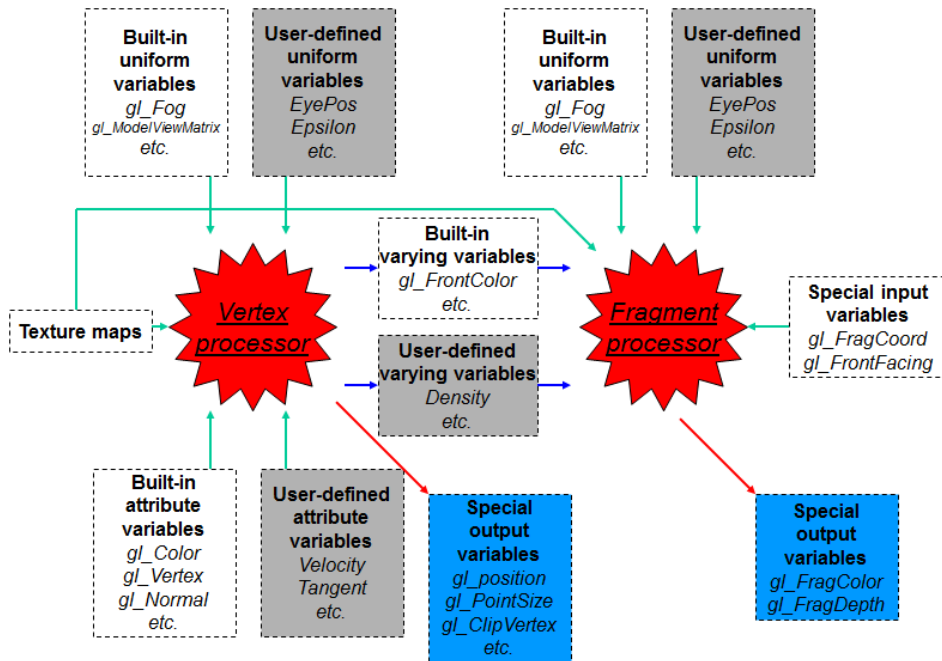 Built-in
uniform
variables
gl_Fog
gl_ModelViewMatrix
etc.
User-defined
uniform
variables
EyePos
Epsilon
etc.
Built-in
uniform
variables
gl_Fog
gl_ModelViewMatrix
etc.
User-defined
uniform
variables
EyePos
Epsilon
etc.
Texture maps
Vertex
processor
Built-in
varying variables
gl_FrontColor
etc.
User-defined
varying variables
Density
etc.
Fragment
processor
Special input
variables
gl_FragCoord
gl_FrontFacing
Built-in
attribute
variables
gl_Color
gl_Vertex
gl_Normal
etc.
User-defined
attribute
variables
Velocity
Tangent
etc.
Special
output
variables
gl_position
gl_PointSize
gl_ClipVertex
etc.
Special
output
variables
gl_FragColor
gl_FragDepth